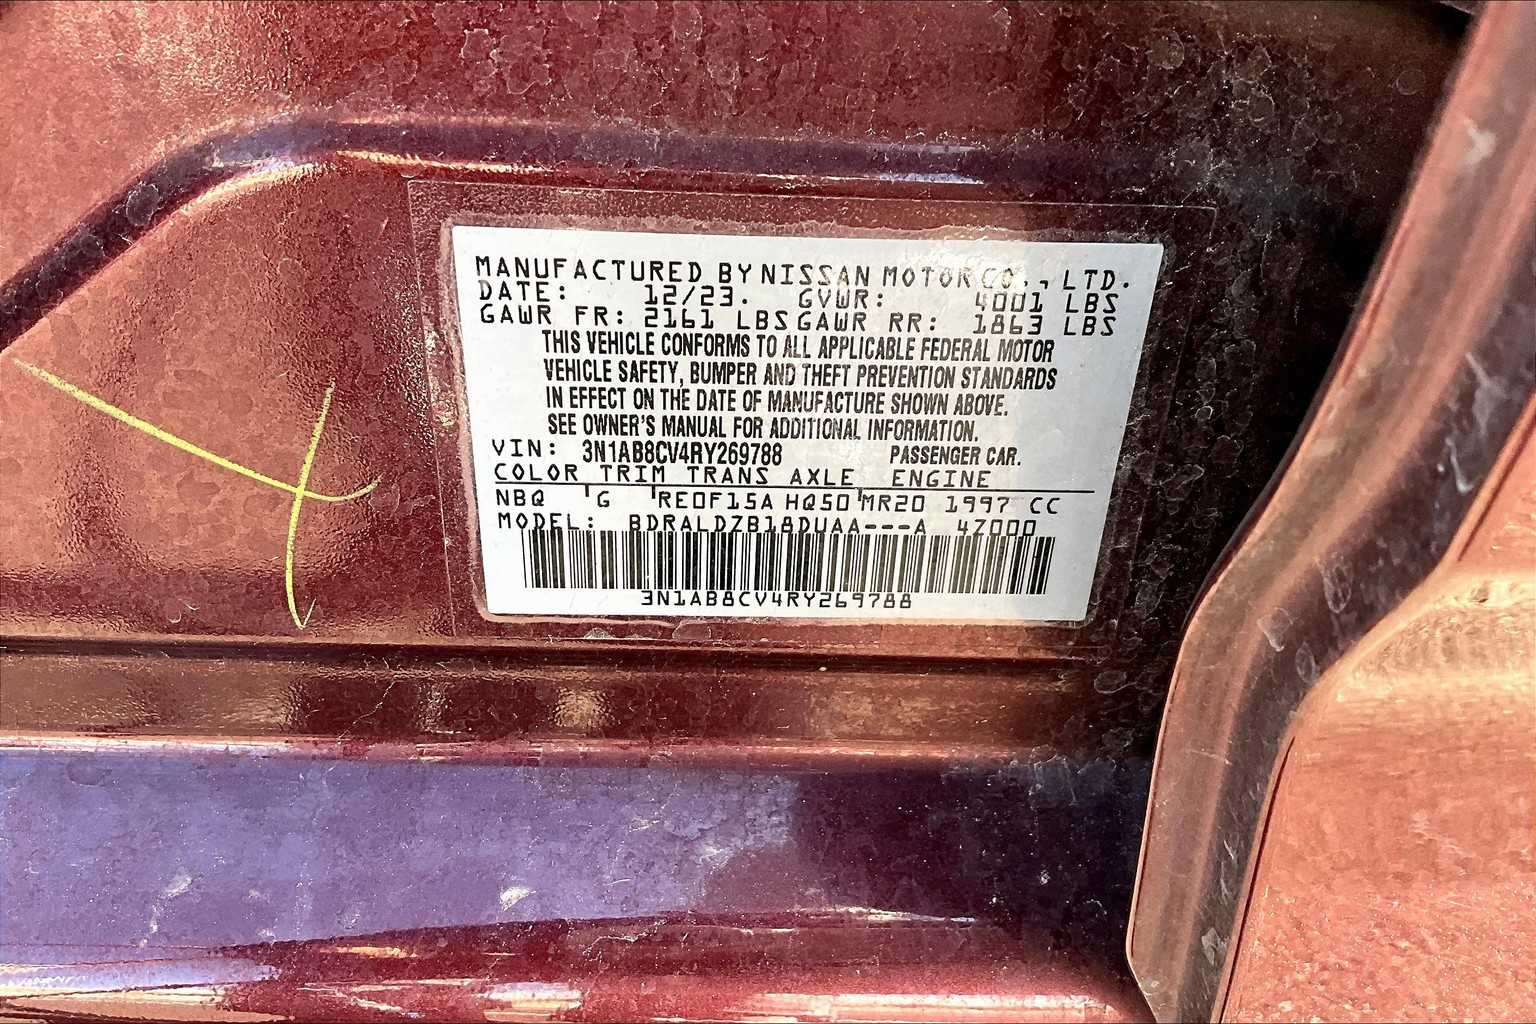 MANUFACTURED BY NISSAN MOTOR CO., LTD.
DATE: 12/23. GVWR: 4001 LBS
GAWR FR: 2161 LBS GAWR RR: 1863 LBS
THIS VEHICLE CONFORMS TO ALL APPLICABLE FEDERAL MOTOR
VEHICLE SAFETY, BUMPER AND THEFT PREVENTION STANDARDS
IN EFFECT ON THE DATE OF MANUFACTURE SHOWN ABOVE.
SEE OWNER'S MANUAL FOR ADDITIONAL INFORMATION.
VIN: 3N1AB8CV4RY269788 PASSENGER CAR.
COLOR TRIM TRANS AXLE ENGINE
NBQ G RE0F15A HQ50 MR20 1997 CC
MODEL: BDRALDZB18DUAA---A 4Z000
3N1AB8CV4RY269788